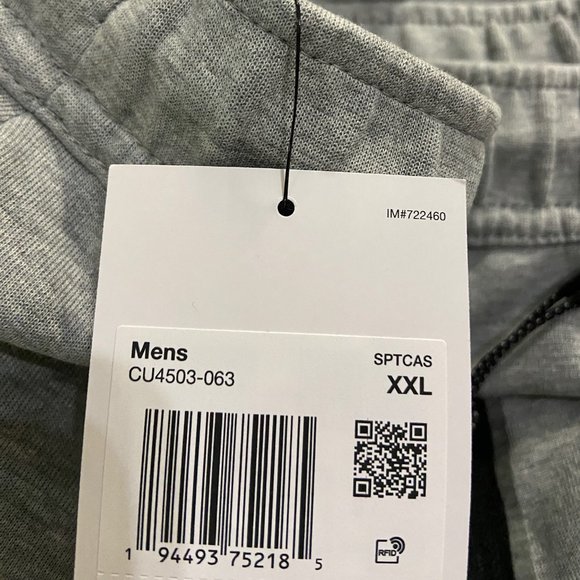 IM#722460
Mens
SPTCAS
CU4503-063
XXL
1 94493 75218 5
RFID